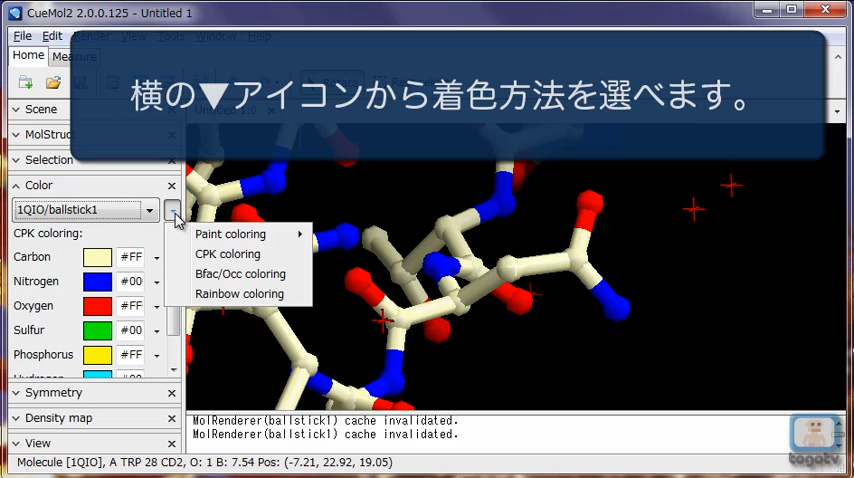 CueMol2 2.0.0.125 - Untitled 1
File Edit View Tools Window Help
Home Measure
横の▼アイコンから着色方法を選べます。
Scene
MolStruct
Selection
Color
1QIO/ballstick1
CPK coloring:
Carbon #FF
Nitrogen #00
Oxygen #FF
Sulfur #00
Phosphorus #FF
Paint coloring
CPK coloring
Bfac/Occ coloring
Rainbow coloring
Symmetry
Density map
View
MolRenderer(ballstick1) cache invalidated.
MolRenderer(ballstick1) cache invalidated.
Molecule [1QIO], A TRP 28 CD2, O: 1 B: 7.54 Pos: (-7.21, 22.92, 19.05)
togotv